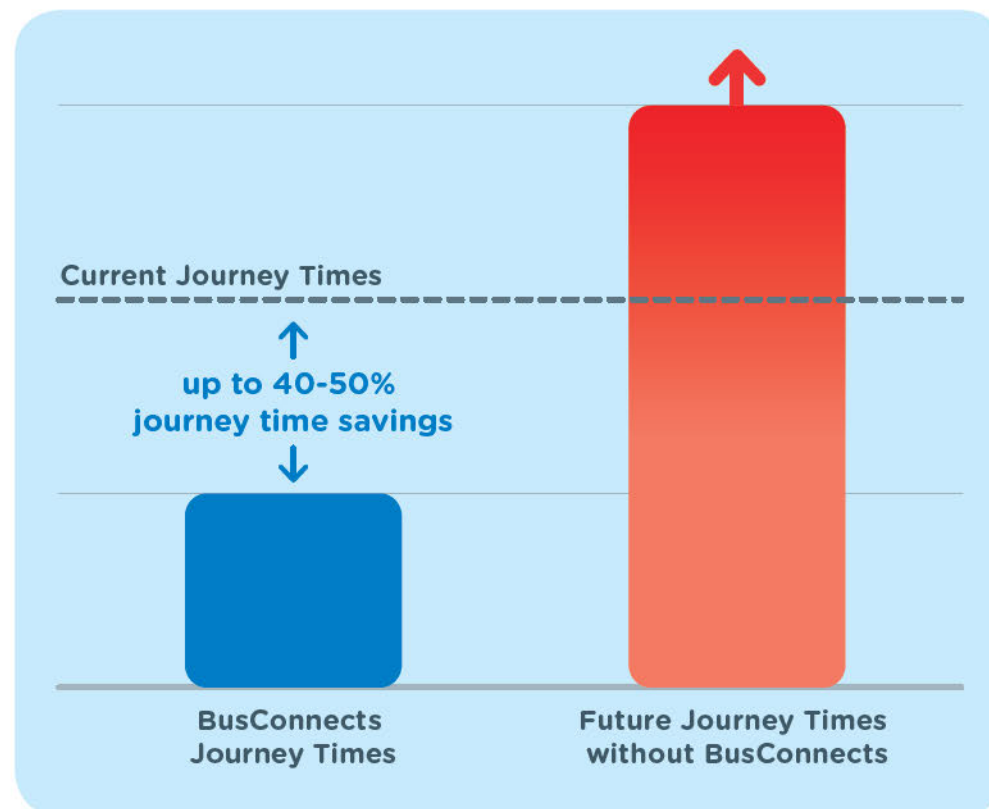 Current Journey Times
up to 40-50%
journey time savings
BusConnects
Journey Times
Future Journey Times
without BusConnects